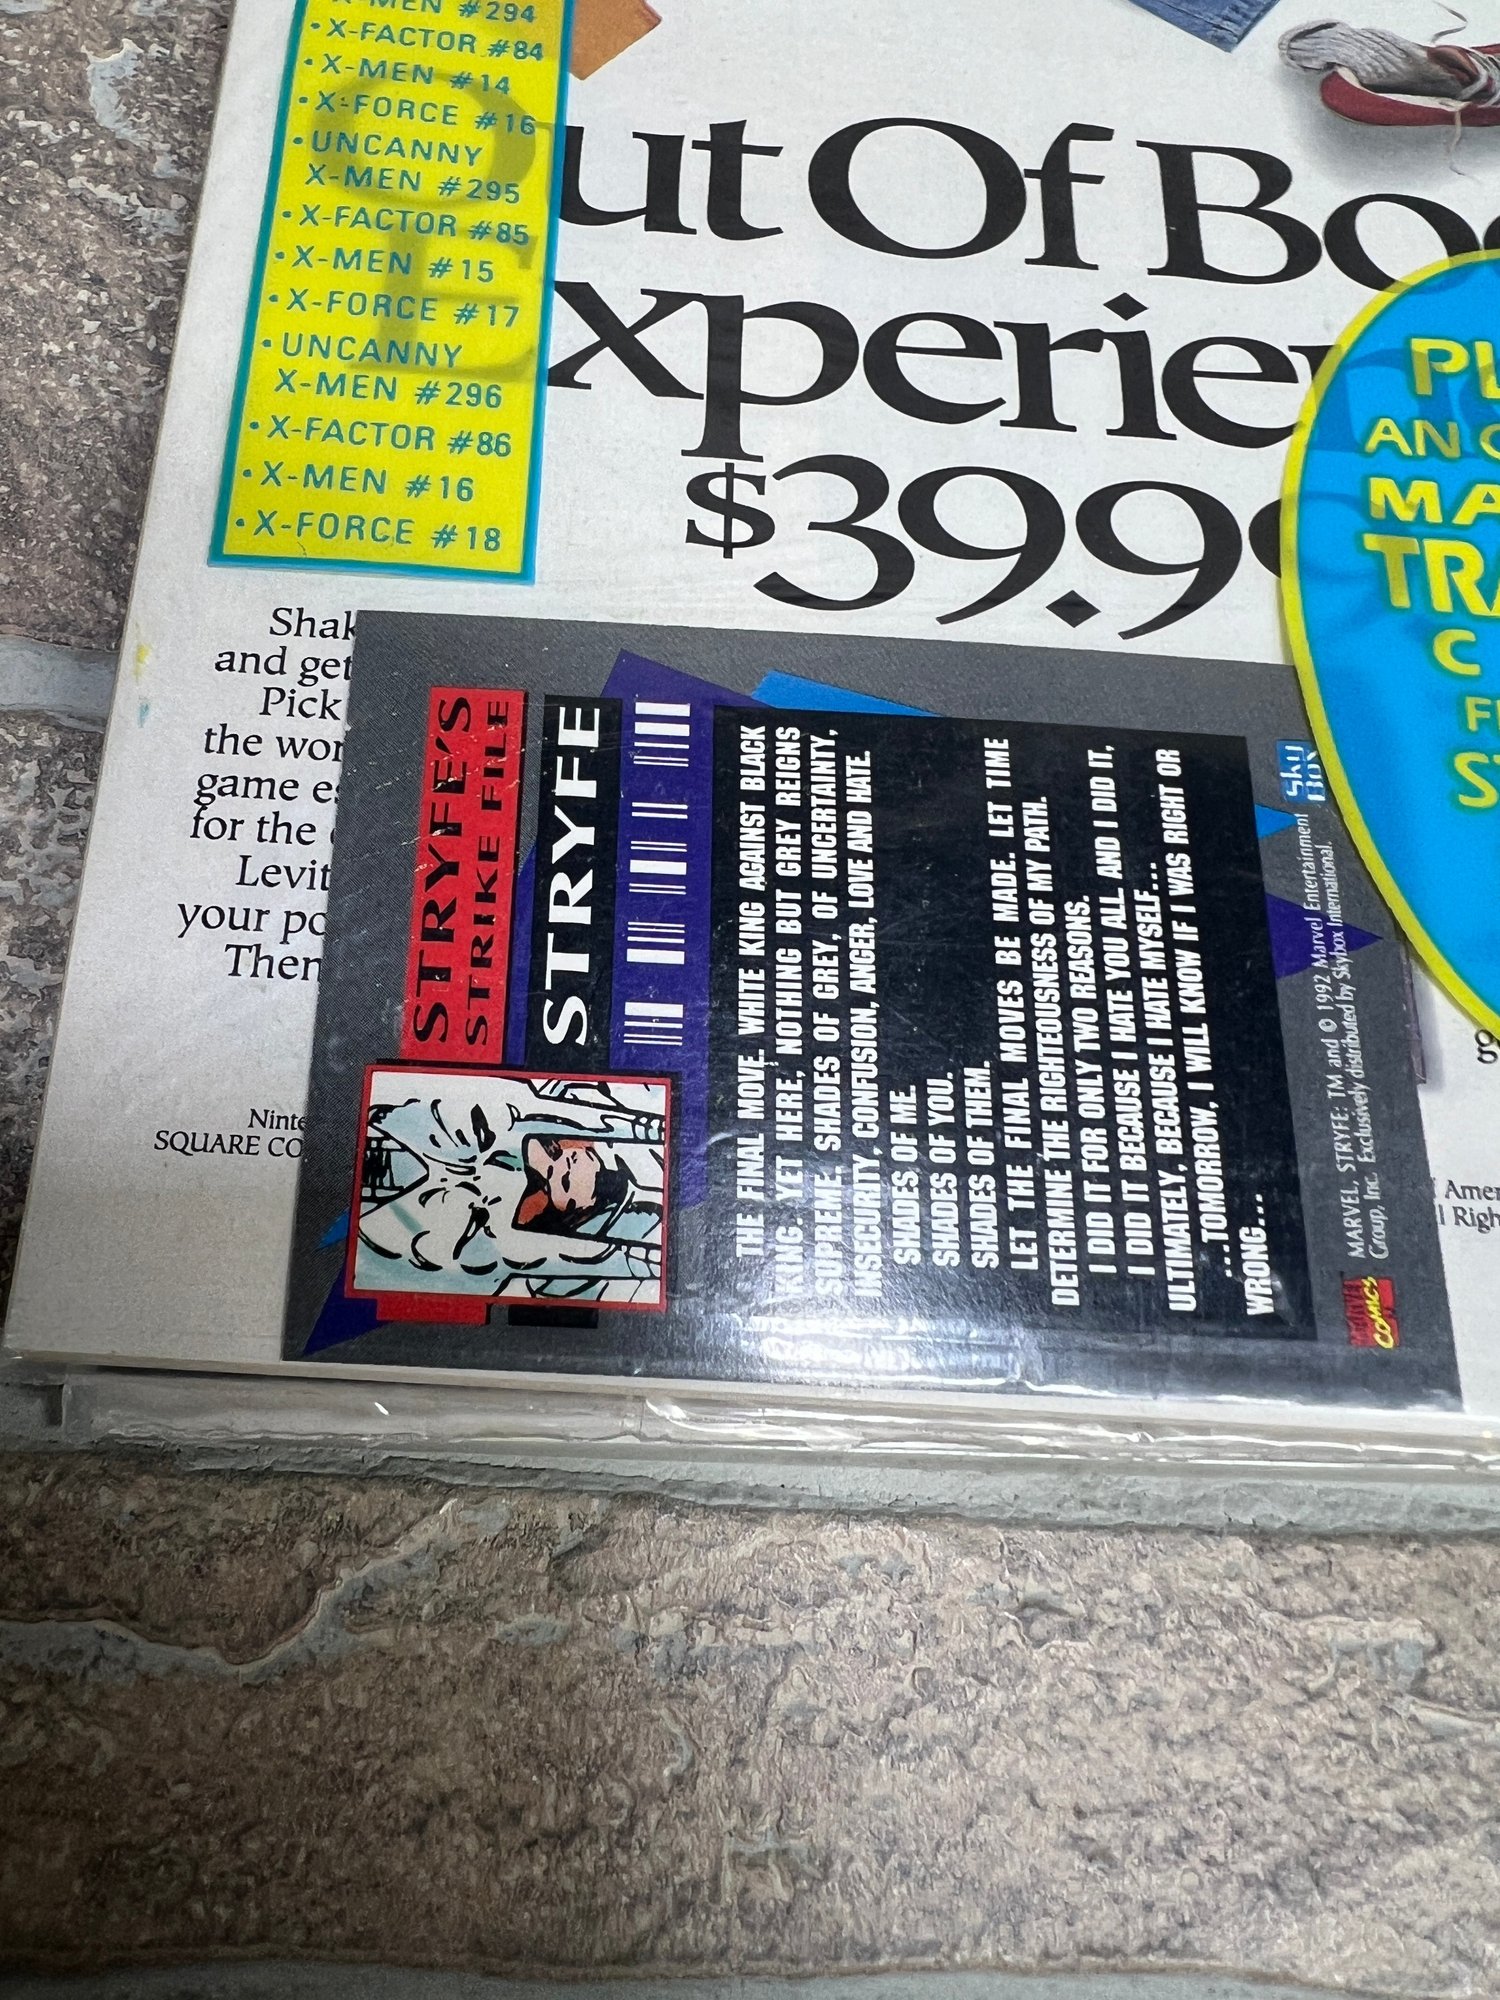 X-MEN #294
• X-FACTOR #84
• X-MEN #14
• X-FORCE #16
• UNCANNY
X-MEN #295
• X-FACTOR #85
• X-MEN #15
• X-FORCE #17
• UNCANNY
X-MEN #296
• X-FACTOR #86
• X-MEN #16
• X-FORCE #18
Out Of Bo
Experien
$39.9
Shak
and get
Pick
the wor
game es
for the
Levit
your po
Then
Ninte
SQUARE CO
STRYFE'S
STRIKE FILE
STRYFE
THE FINAL MOVE. WHITE KING AGAINST BLACK
KING. YET HERE, NOTHING BUT GREY REIGNS
SUPREME. SHADES OF GREY, OF UNCERTAINTY,
INSECURITY, CONFUSION, ANGER, LOVE AND HATE.
SHADES OF ME.
SHADES OF YOU.
SHADES OF THEM.
LET THE FINAL MOVES BE MADE. LET TIME
DETERMINE THE RIGHTEOUSNESS OF MY PATH.
I DID IT FOR ONLY TWO REASONS.
I DID IT BECAUSE I HATE YOU ALL. AND I DID IT,
ULTIMATELY, BECAUSE I HATE MYSELF...
...TOMORROW, I WILL KNOW IF I WAS RIGHT OR
WRONG...
MARVEL COMICS
MARVEL, STRYFE: TM and © 1992 Marvel Entertainment
Group, Inc. Exclusively distributed by Skybox International.
SKY BOX
PL
AN
MA
TRA
C
F
S
go
Amer
l Righ